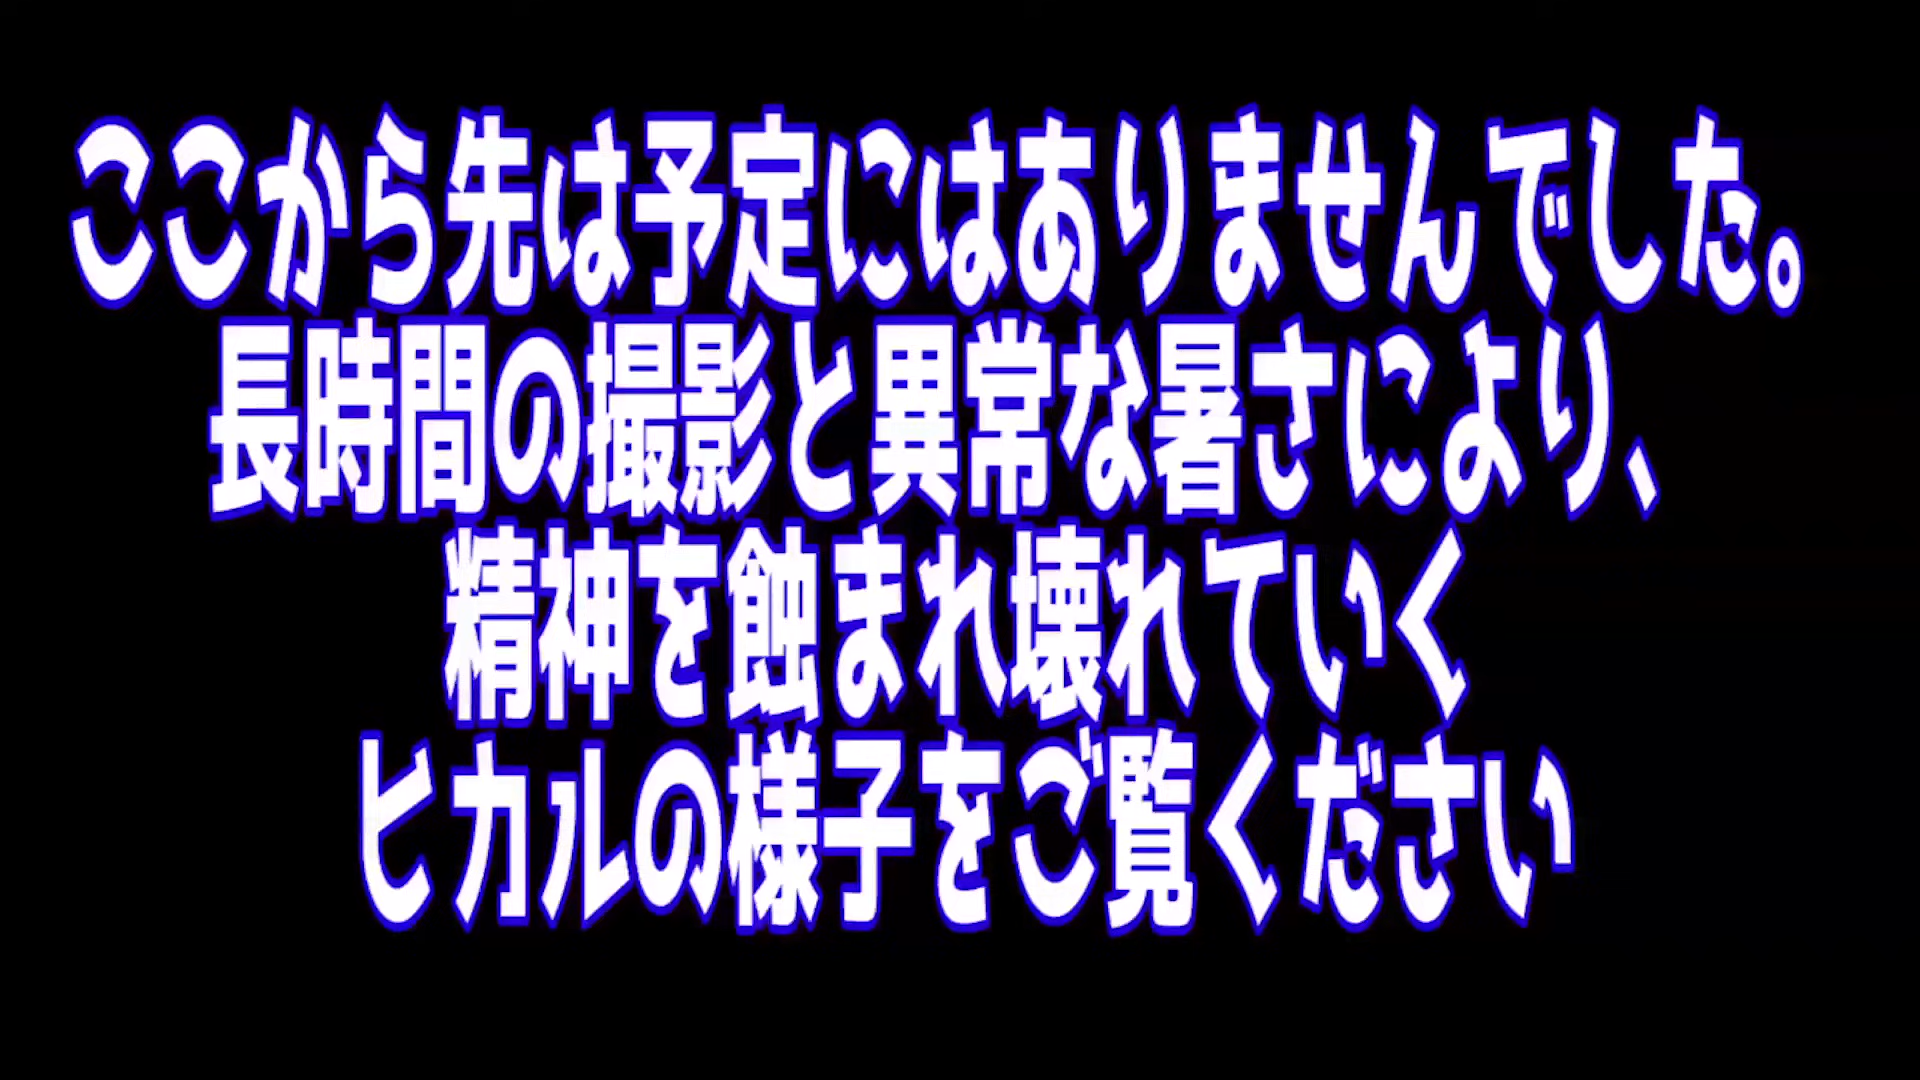 ここから先は予定にはありませんでした。
長時間の撮影と異常な暑さにより、
精神を蝕まれ壊れていく
ヒカルの様子をご覧ください